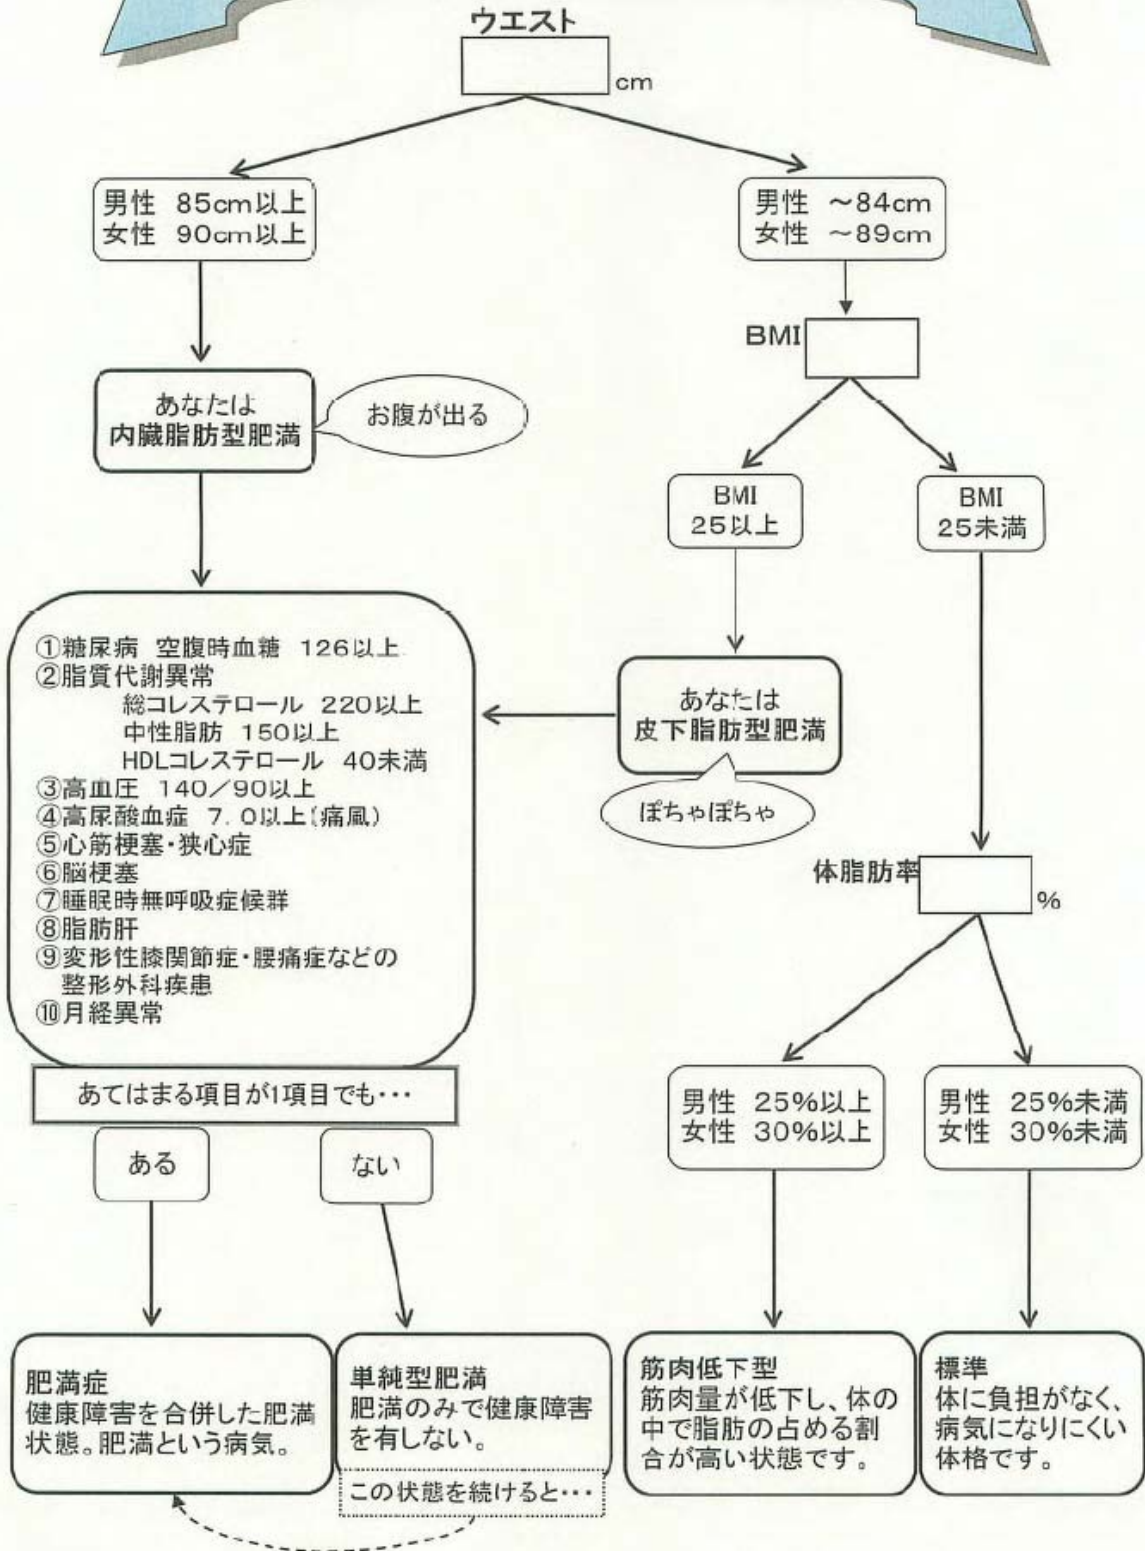 ウエスト
cm
男性 85cm以上
女性 90cm以上
男性 ～84cm
女性 ～89cm
BMI
あなたは
内臓脂肪型肥満
お腹が出る
BMI
25以上
BMI
25未満
①糖尿病 空腹時血糖 126以上
②脂質代謝異常
総コレステロール 220以上
中性脂肪 150以上
HDLコレステロール 40未満
③高血圧 140／90以上
④高尿酸血症 7.0以上(痛風)
⑤心筋梗塞・狭心症
⑥脳梗塞
⑦睡眠時無呼吸症候群
⑧脂肪肝
⑨変形性膝関節症・腰痛症などの
整形外科疾患
⑩月経異常
あなたは
皮下脂肪型肥満
ぽちゃぽちゃ
体脂肪率
%
あてはまる項目が1項目でも･･･
ある
ない
男性 25%以上
女性 30%以上
男性 25%未満
女性 30%未満
肥満症
健康障害を合併した肥満
状態。肥満という病気。
単純型肥満
肥満のみで健康障害
を有しない。
この状態を続けると･･･
筋肉低下型
筋肉量が低下し、体の
中で脂肪の占める割
合が高い状態です。
標準
体に負担がなく、
病気になりにくい
体格です。